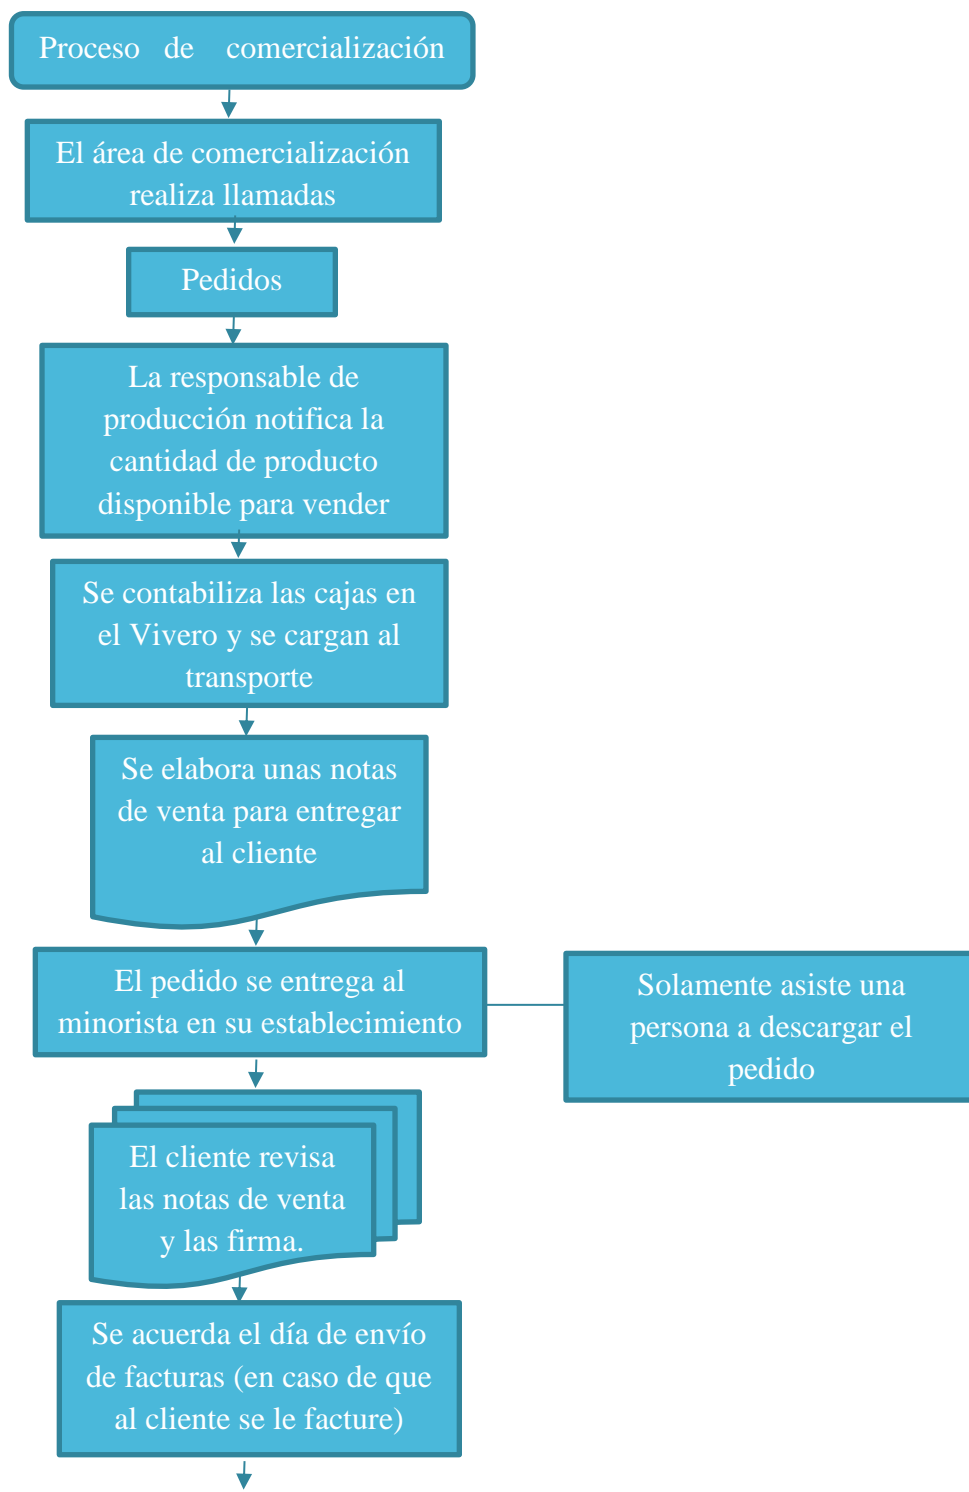 Proceso de comercialización
El área de comercialización
realiza llamadas
Pedidos
La responsable de
producción notifica la
cantidad de producto
disponible para vender
Se contabiliza las cajas en
el Vivero y se cargan al
transporte
Se elabora unas notas
de venta para entregar
al cliente
El pedido se entrega al
minorista en su establecimiento
Solamente asiste una
persona a descargar el
pedido
El cliente revisa
las notas de venta
y las firma.
Se acuerda el día de envío
de facturas (en caso de que
al cliente se le facture)